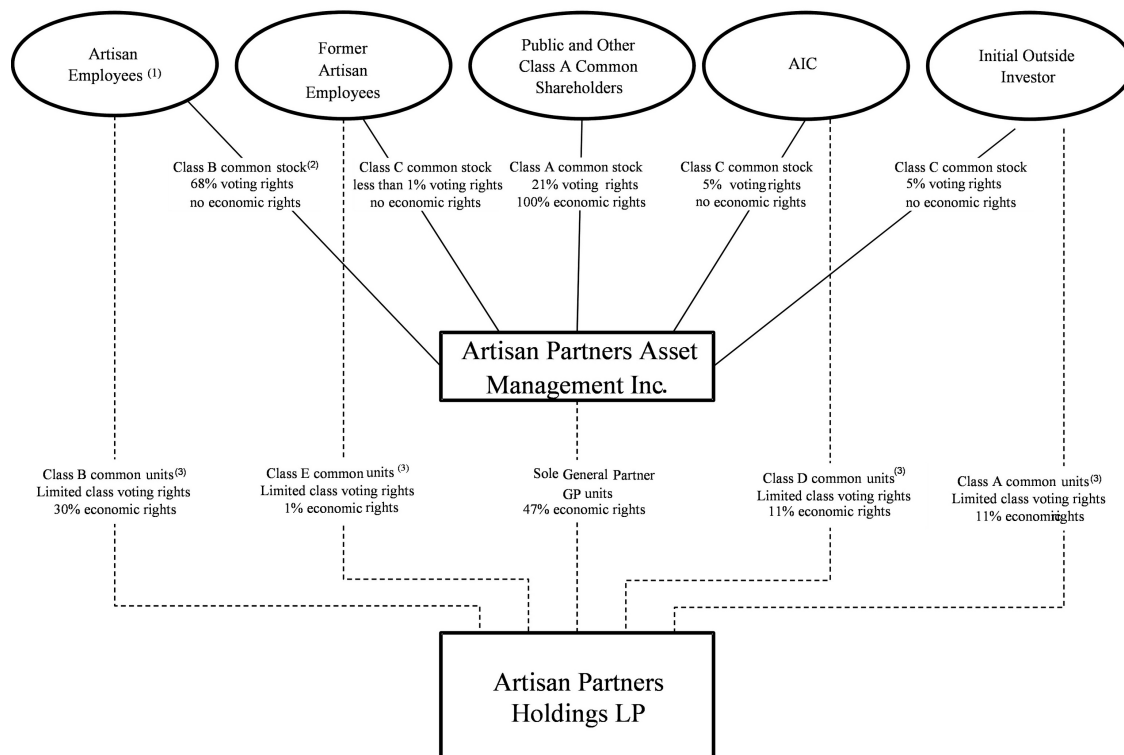 Artisan
Employees (1)
Former
Artisan
Employees
Public and Other
Class A Common
Shareholders
AIC
Initial Outside
Investor
Class B common stock(2)
68% voting rights
no economic rights
Class C common stock
less than 1% voting rights
no economic rights
Class A common stock
21% voting rights
100% economic rights
Class C common stock
5% voting rights
no economic rights
Class C common stock
5% voting rights
no economic rights
Artisan Partners Asset
Management Inc.
Class B common units(3)
Limited class voting rights
30% economic rights
Class E common units (3)
Limited class voting rights
1% economic rights
Sole General Partner
GP units
47% economic rights
Class D common units(3)
Limited class voting rights
11% economic rights
Class A common units(3)
Limited class voting rights
11% economic rights
Artisan Partners
Holdings LP